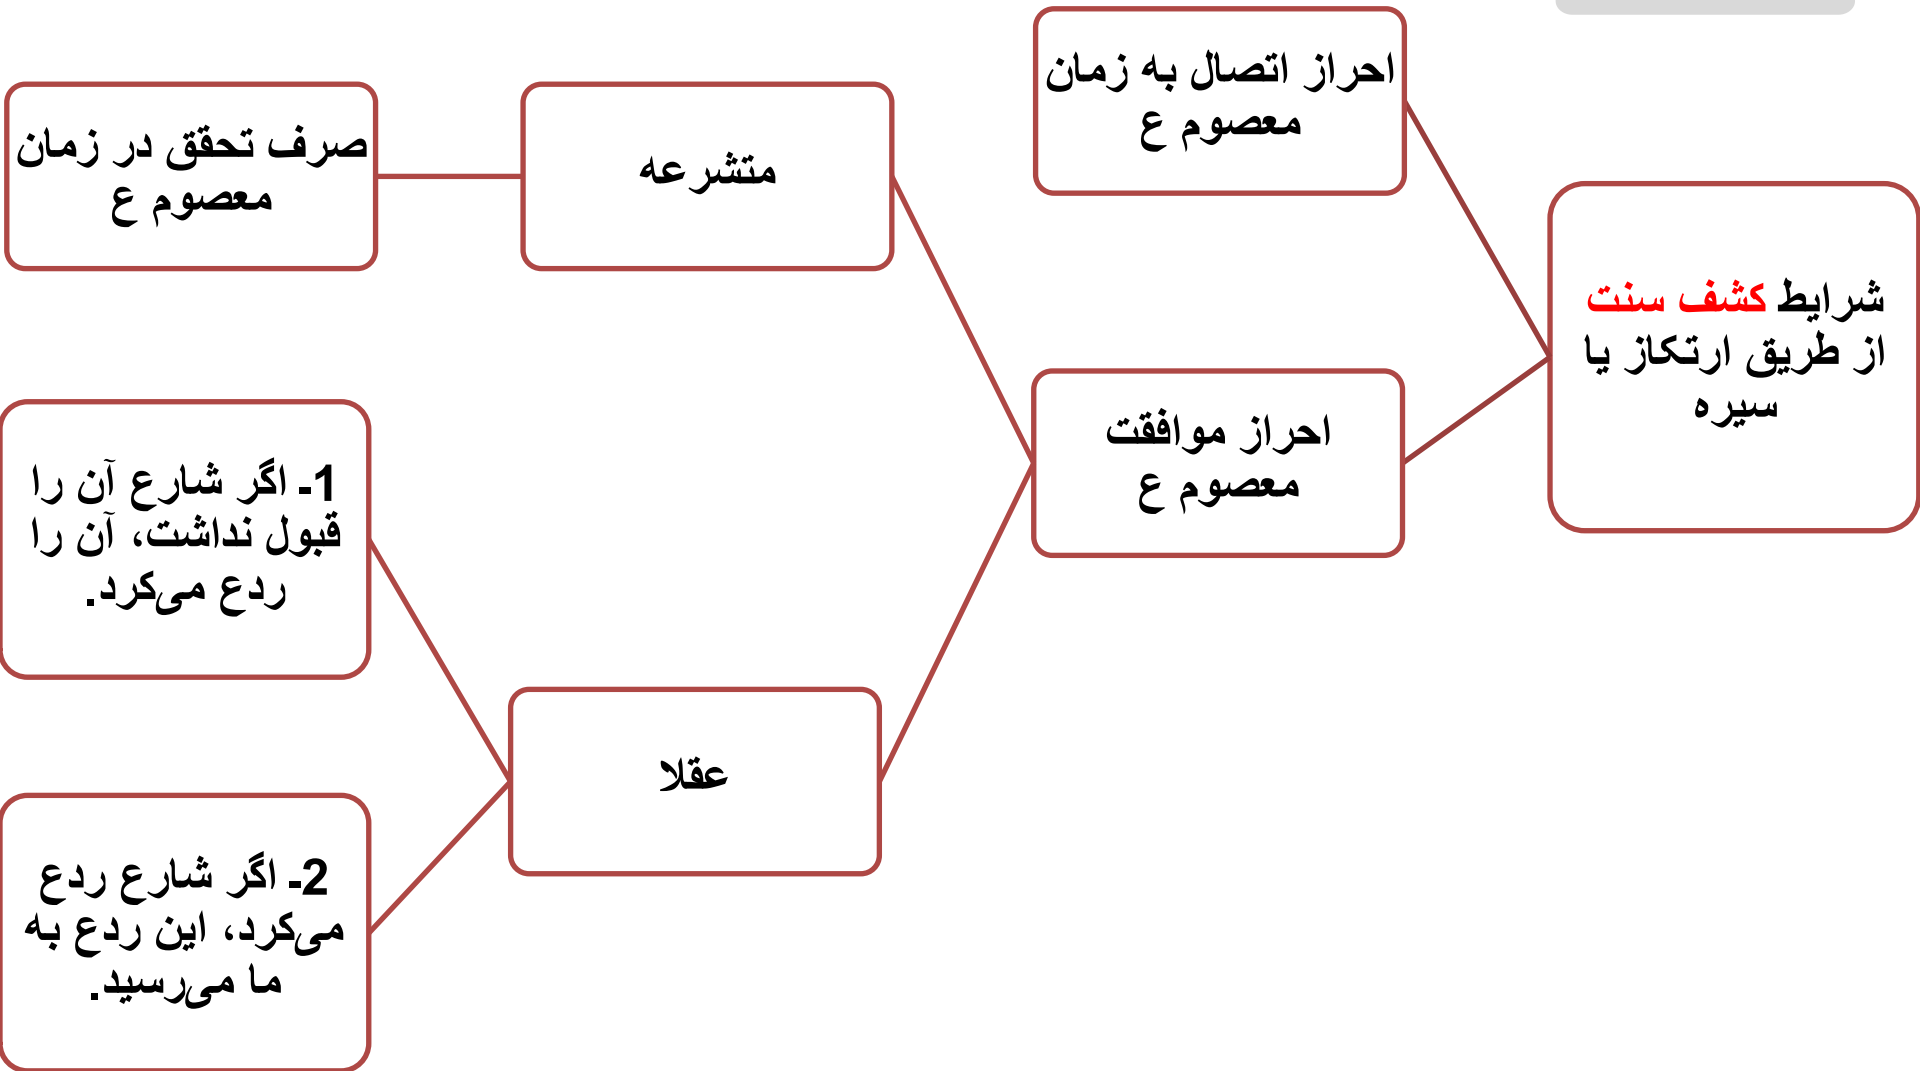 شرایط کشف سنت
از طریق ارتکاز یا
سیره
احراز اتصال به زمان
معصوم ع
احراز موافقت
معصوم ع
متشرعه
صرف تحقق در زمان
معصوم ع
عقلا
1- اگر شارع آن را
قبول نداشت، آن را
ردع می‌کرد.
2- اگر شارع ردع
می‌کرد، این ردع به
ما می‌رسید.